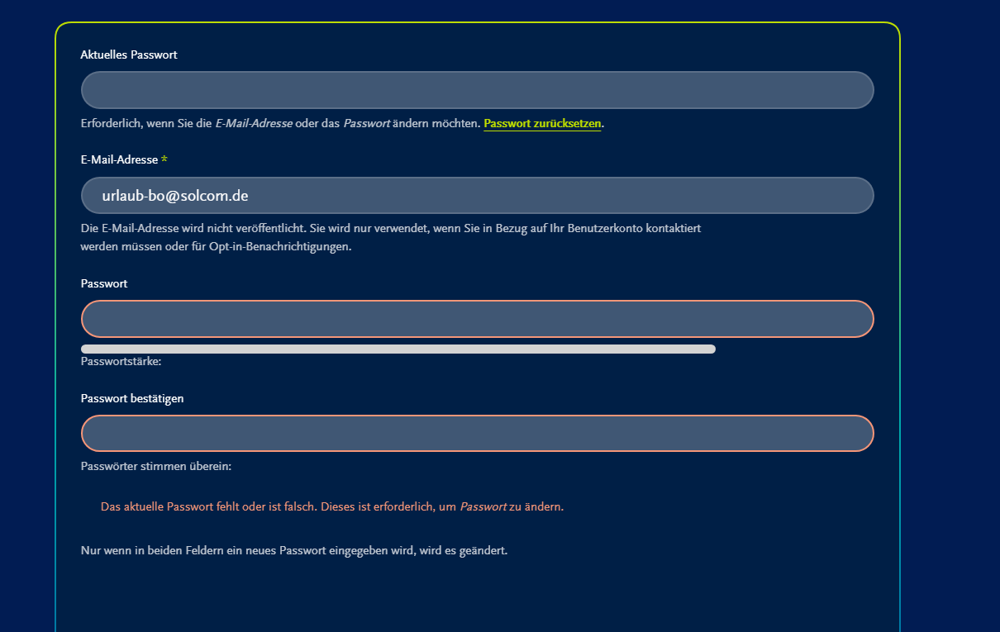 Aktuelles Passwort
Erforderlich, wenn Sie die E-Mail-Adresse oder das Passwort ändern möchten. Passwort zurücksetzen.
E-Mail-Adresse *
urlaub-bo@solcom.de
Die E-Mail-Adresse wird nicht veröffentlicht. Sie wird nur verwendet, wenn Sie in Bezug auf Ihr Benutzerkonto kontaktiert
werden müssen oder für Opt-in-Benachrichtigungen.
Passwort
Passwortstärke:
Passwort bestätigen
Passwörter stimmen überein:
Das aktuelle Passwort fehlt oder ist falsch. Dieses ist erforderlich, um Passwort zu ändern.
Nur wenn in beiden Feldern ein neues Passwort eingegeben wird, wird es geändert.